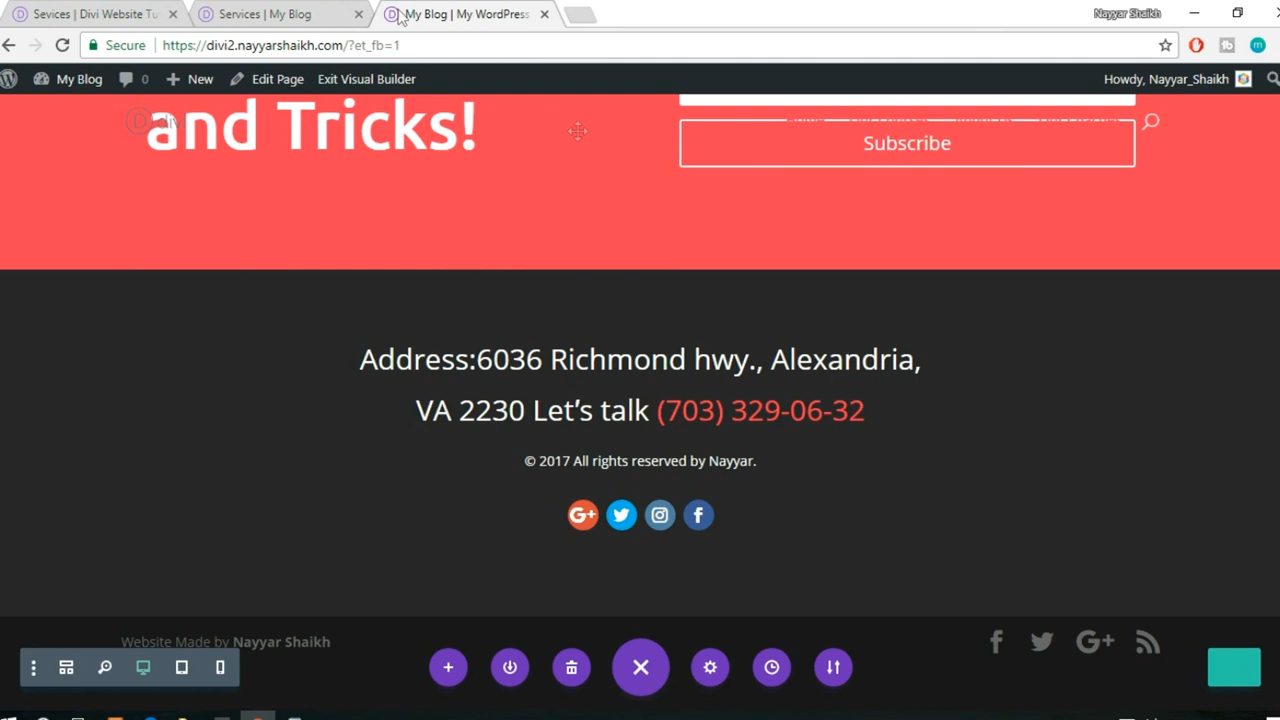 Sevices | Divi Website Tu
Services | My Blog
My Blog | My WordPress
Nayyar Shaikh
Secure
https://divi2.nayyarshaikh.com/?et_fb=1
My Blog
0
New
Edit Page
Exit Visual Builder
Howdy, Nayyar_Shaikh
and Tricks!
Subscribe
Address:6036 Richmond hwy., Alexandria,
VA 2230 Let’s talk (703) 329-06-32
© 2017 All rights reserved by Nayyar.
G+
Website Made by Nayyar Shaikh
G+